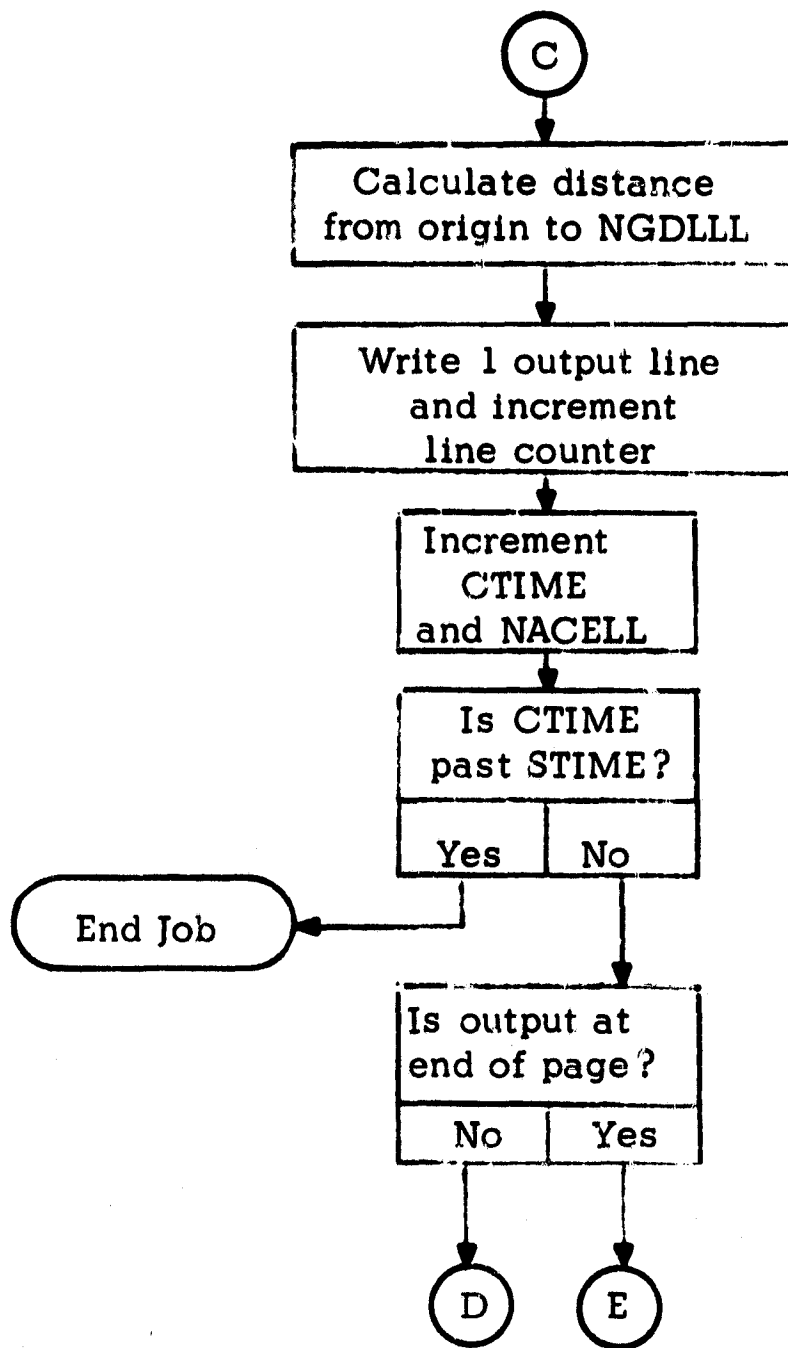 C
Calculate distance
from origin to NGDLLL
Write 1 output line
and increment
line counter
Increment
CTIME
and NACELL
Is CTIME
past STIME?
Yes No
End Job
Is output at
end of page?
No Yes
D E